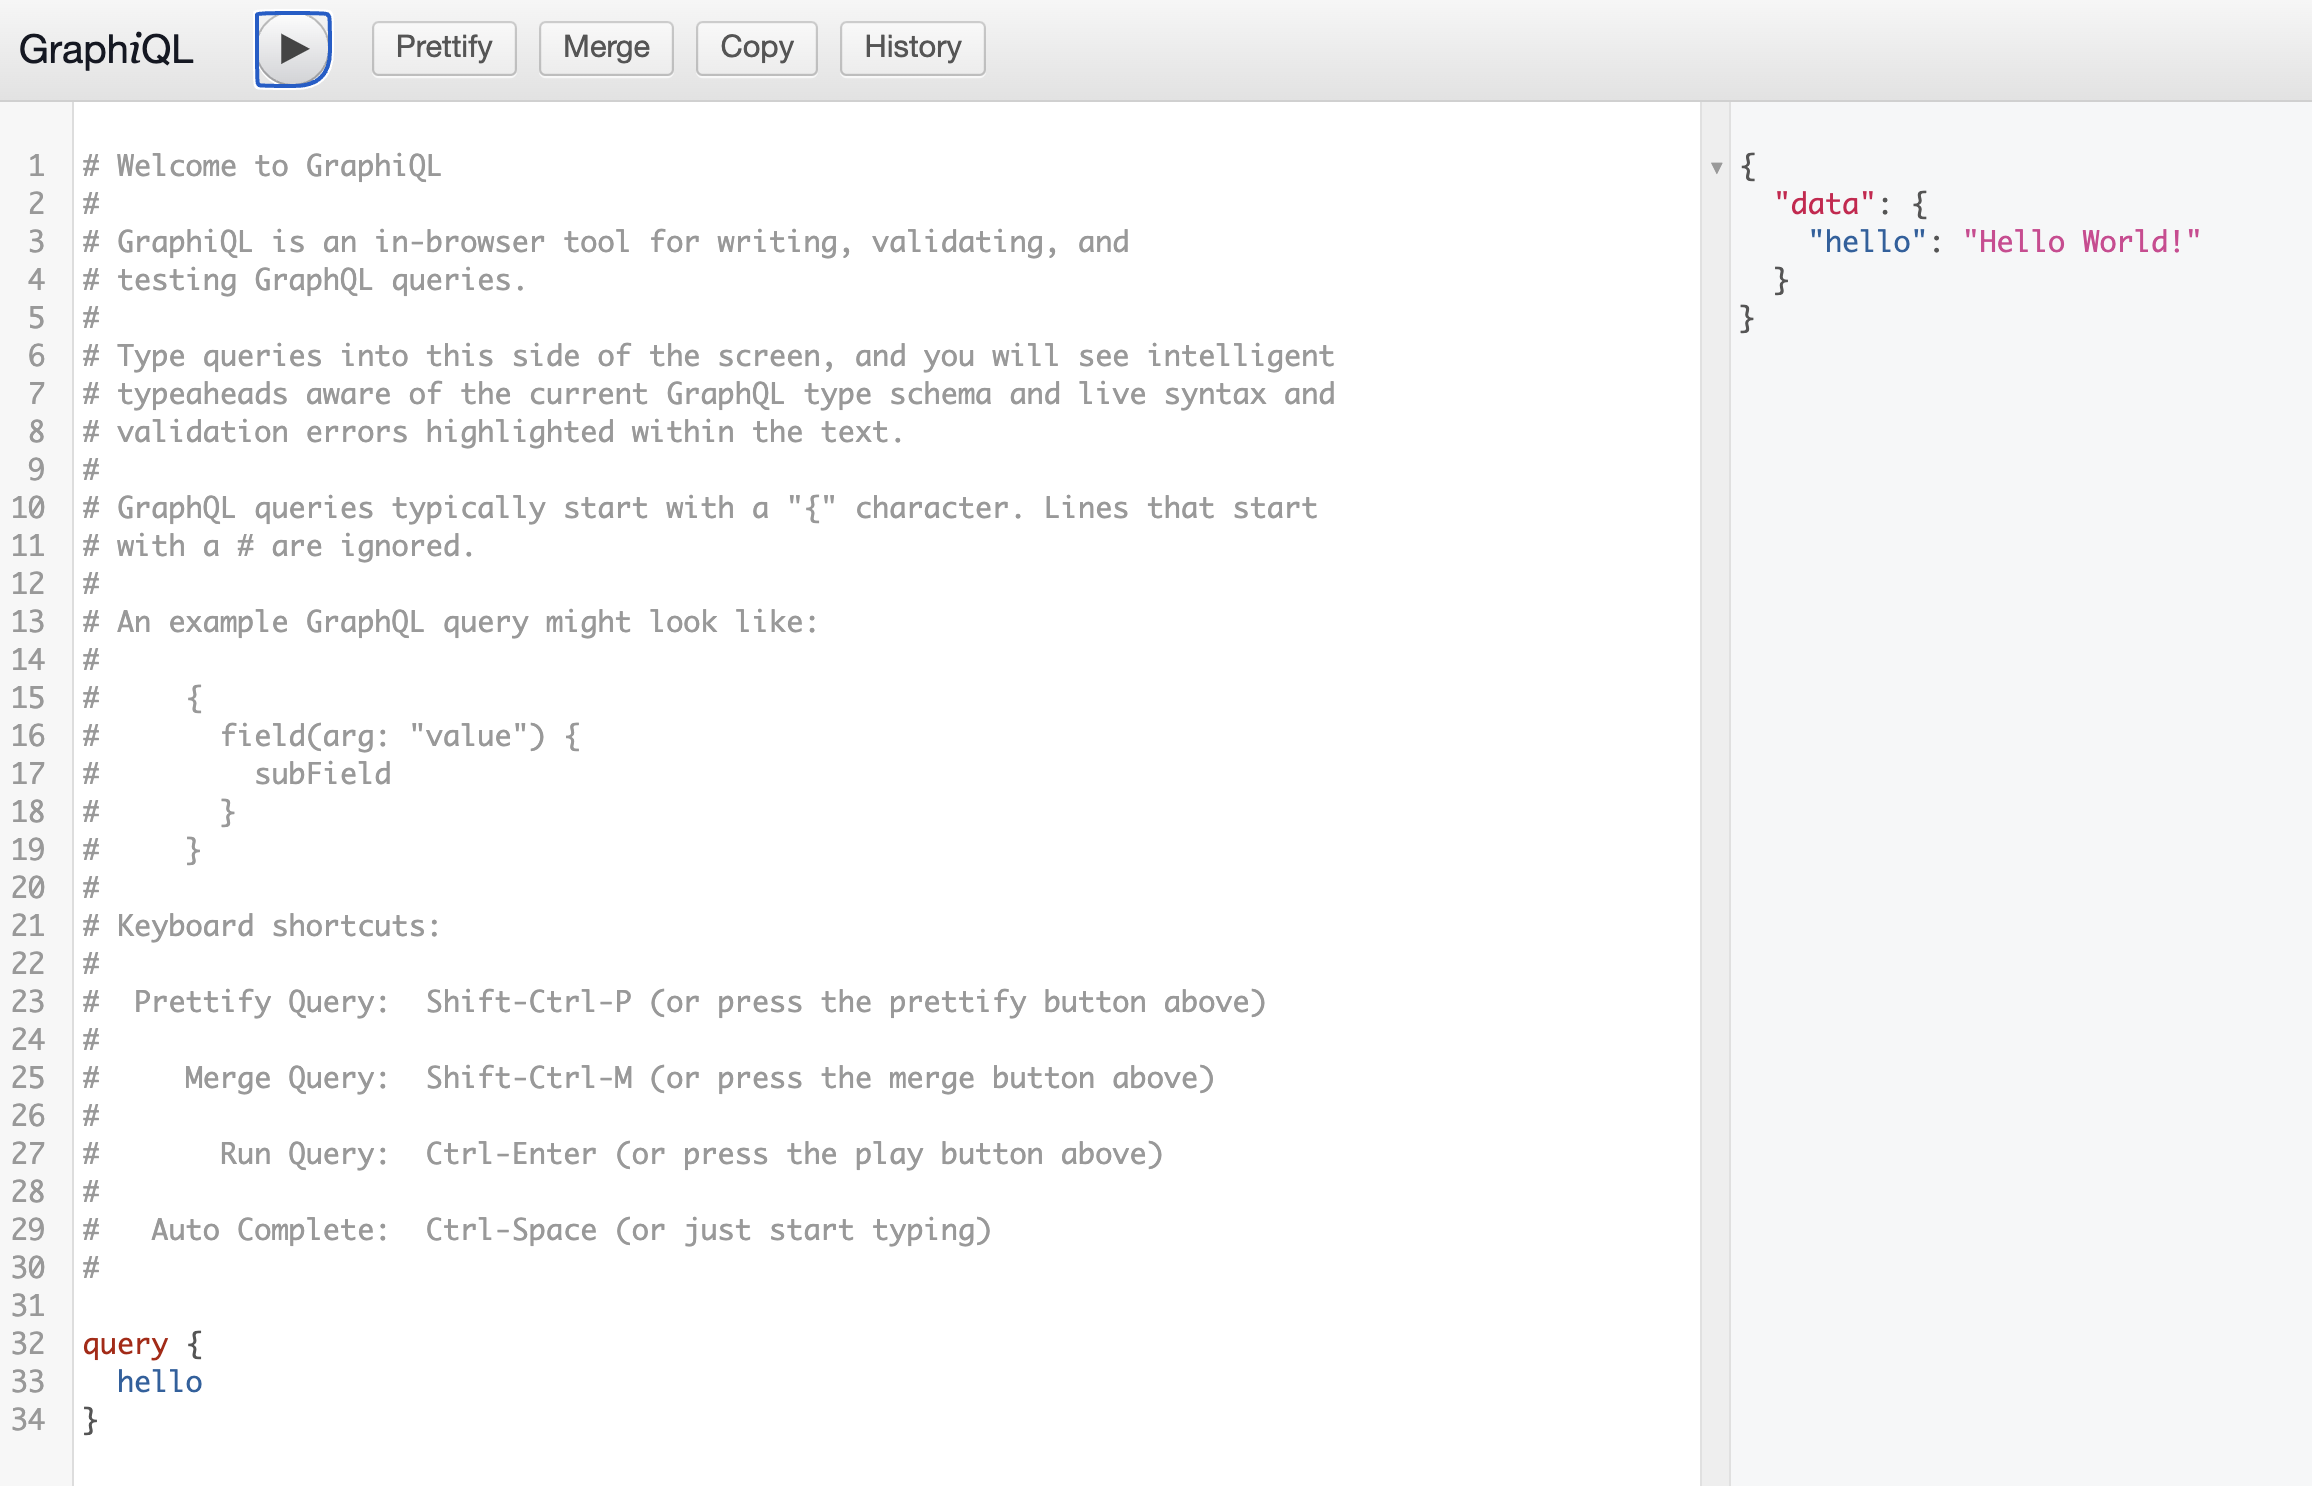 GraphiQL
Prettify
Merge
Copy
History
1 # Welcome to GraphiQL
2 #
3 # GraphiQL is an in-browser tool for writing, validating, and
4 # testing GraphQL queries.
5 #
6 # Type queries into this side of the screen, and you will see intelligent
7 # typeaheads aware of the current GraphQL type schema and live syntax and
8 # validation errors highlighted within the text.
9 #
10 # GraphQL queries typically start with a "{" character. Lines that start
11 # with a # are ignored.
12 #
13 # An example GraphQL query might look like:
14 #
15 #     {
16 #       field(arg: "value") {
17 #         subField
18 #       }
19 #     }
20 #
21 # Keyboard shortcuts:
22 #
23 #  Prettify Query:  Shift-Ctrl-P (or press the prettify button above)
24 #
25 #     Merge Query:  Shift-Ctrl-M (or press the merge button above)
26 #
27 #       Run Query:  Ctrl-Enter (or press the play button above)
28 #
29 #   Auto Complete:  Ctrl-Space (or just start typing)
30 #
31
32 query {
33   hello
34 }
{
  "data": {
    "hello": "Hello World!"
  }
}